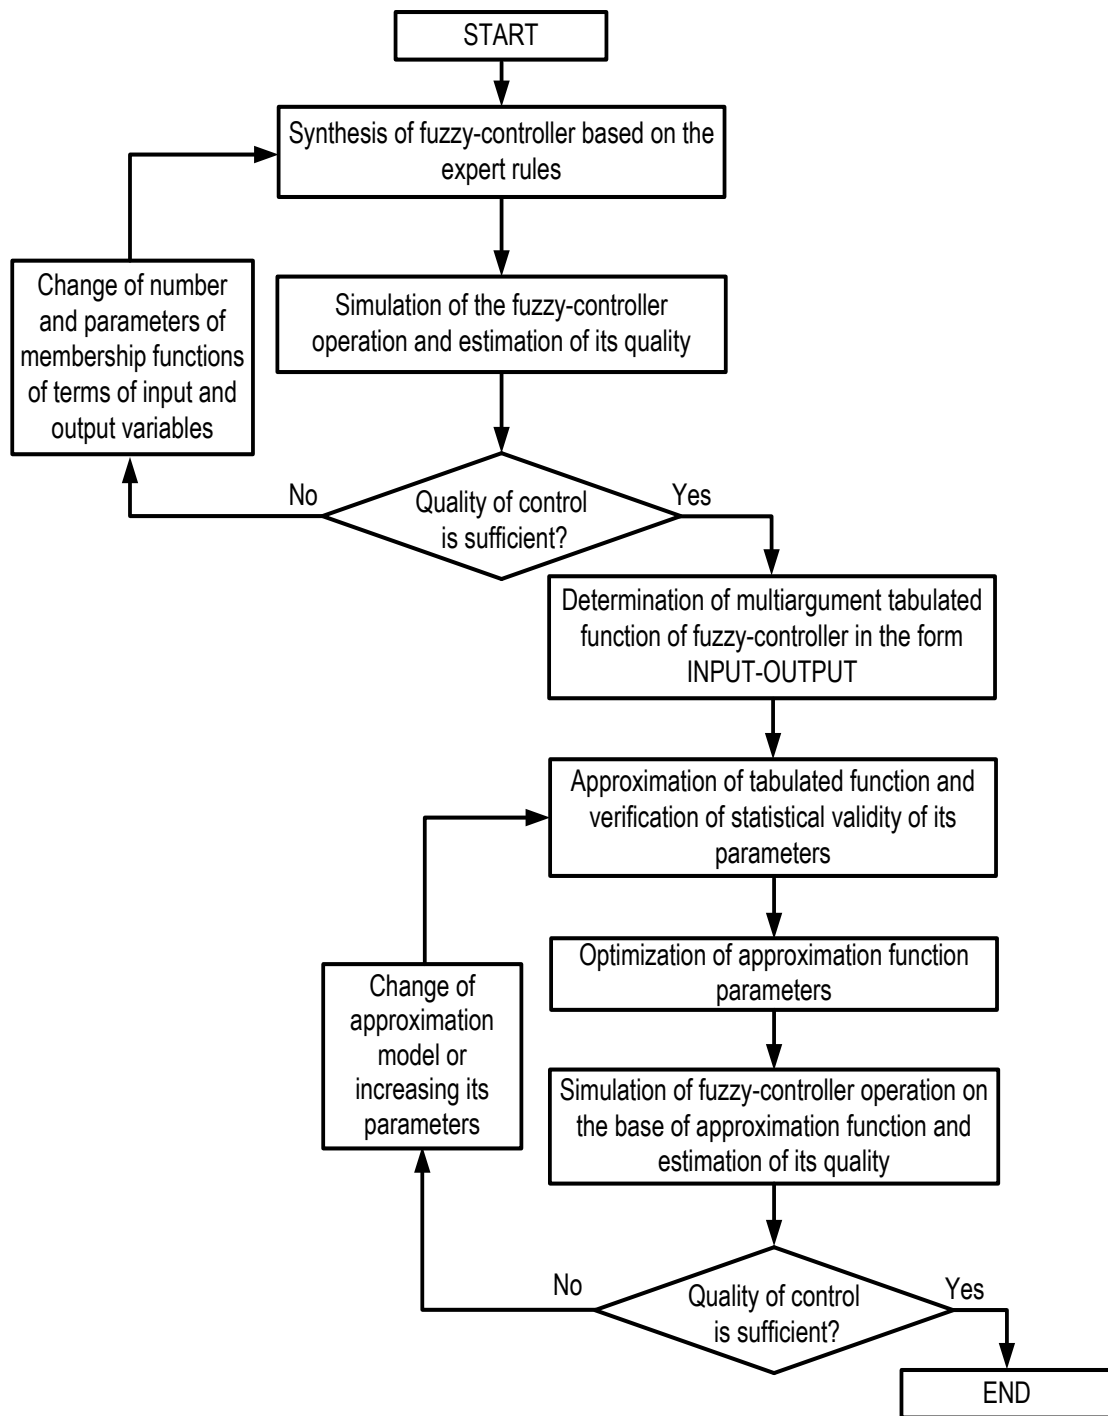 START
Synthesis of fuzzy-controller based on the
expert rules
Change of number
and parameters of
membership functions
of terms of input and
output variables
Simulation of the fuzzy-controller
operation and estimation of its quality
No
Quality of control
is sufficient?
Yes
Determination of multiargument tabulated
function of fuzzy-controller in the form
INPUT-OUTPUT
Approximation of tabulated function and
verification of statistical validity of its
parameters
Optimization of approximation function
parameters
Change of
approximation
model or
increasing its
parameters
Simulation of fuzzy-controller operation on
the base of approximation function and
estimation of its quality
No
Quality of control
is sufficient?
Yes
END